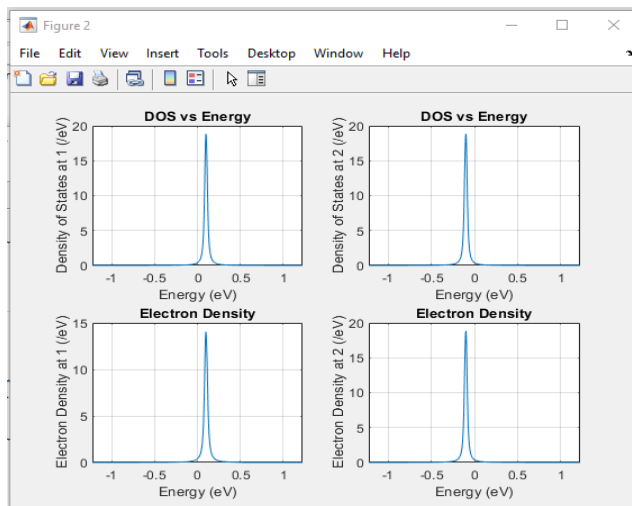 Figure 2
File Edit View Insert Tools Desktop Window Help
DOS vs Energy
Density of States at 1 (/eV)
20
15
10
5
0
-1 -0.5 0 0.5 1
Energy (eV)
DOS vs Energy
Density of States at 2 (/eV)
20
15
10
5
0
-1 -0.5 0 0.5 1
Energy (eV)
Electron Density
Electron Density at 1 (/eV)
15
10
5
0
-1 -0.5 0 0.5 1
Energy (eV)
Electron Density
Electron Density at 2 (/eV)
20
15
10
5
0
-1 -0.5 0 0.5 1
Energy (eV)